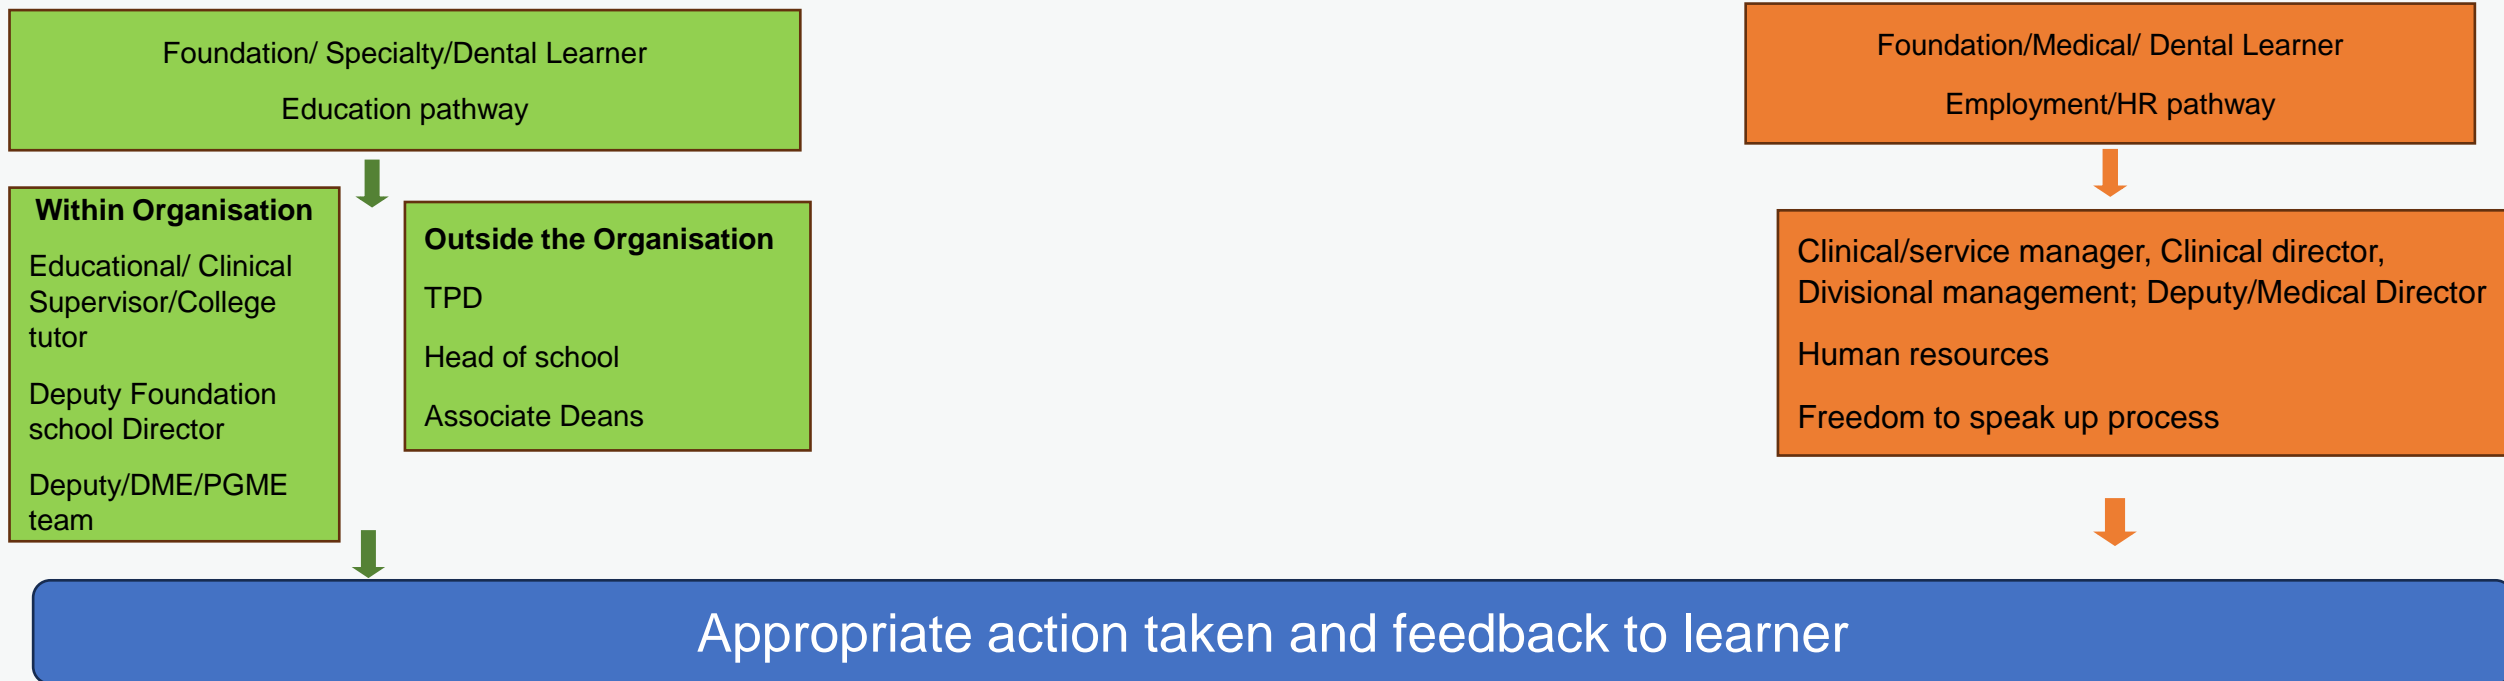 Foundation/ Specialty/Dental Learner
Education pathway
Within Organisation
Educational/ Clinical
Supervisor/College
tutor
Deputy Foundation
school Director
Deputy/DME/PGME
team
Outside the Organisation
TPD
Head of school
Associate Deans
Foundation/Medical/ Dental Learner
Employment/HR pathway
Clinical/service manager, Clinical director,
Divisional management; Deputy/Medical Director
Human resources
Freedom to speak up process
Appropriate action taken and feedback to learner